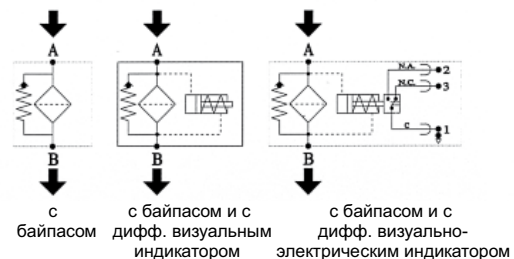 A
A
A
N.A.
2
N.C.
3
C
1
B
B
B
с
байпасом
с байпасом и с
дифф. визуальным
индикатором
с байпасом и с
дифф. визуально-
электрическим индикатором